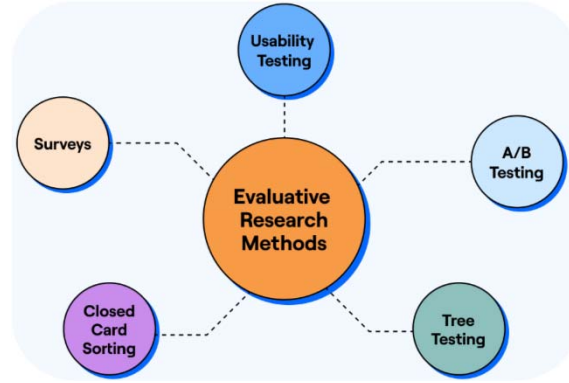 Usability
Testing
Surveys
A/B
Testing
Evaluative
Research
Methods
Closed
Card
Sorting
Tree
Testing